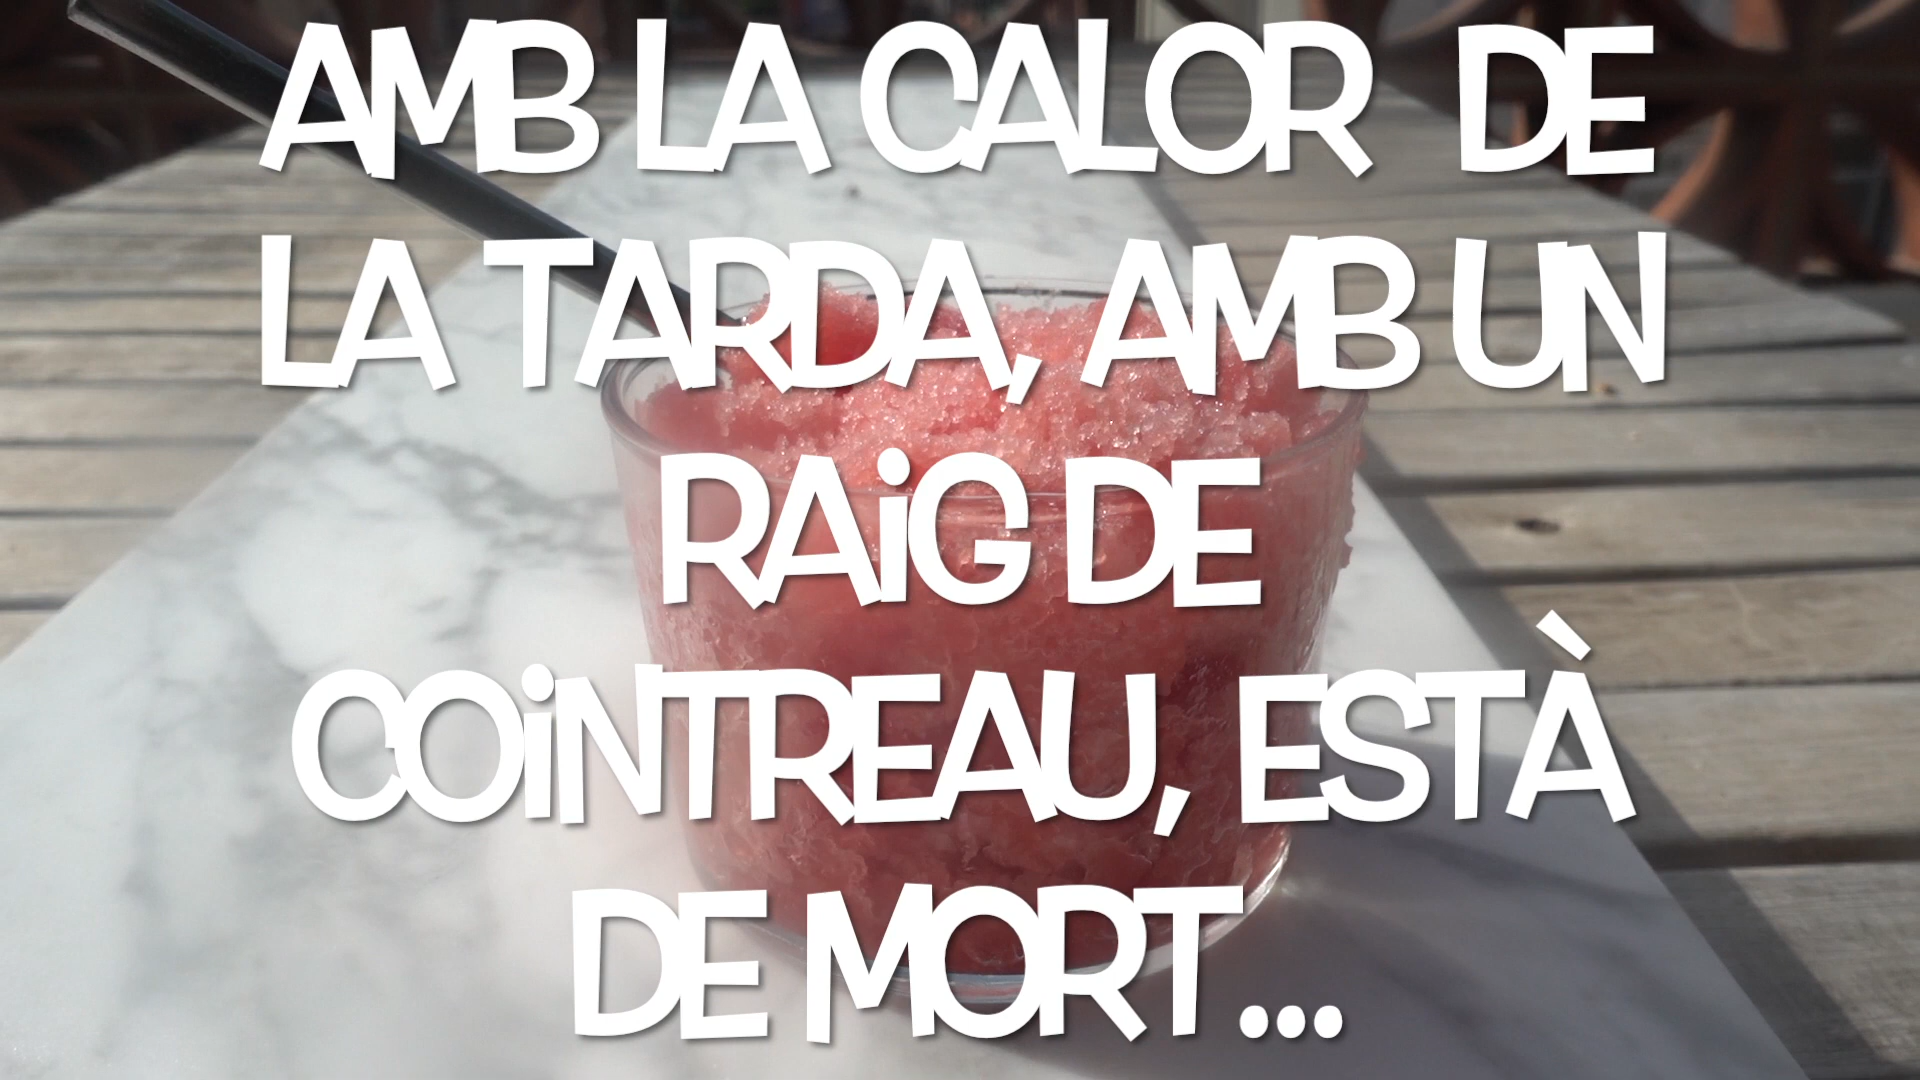 AMB LA CALOR DE
LA TARDA, AMB UN
RAiG DE
COiNTREAU, ESTÀ
DE MORT...